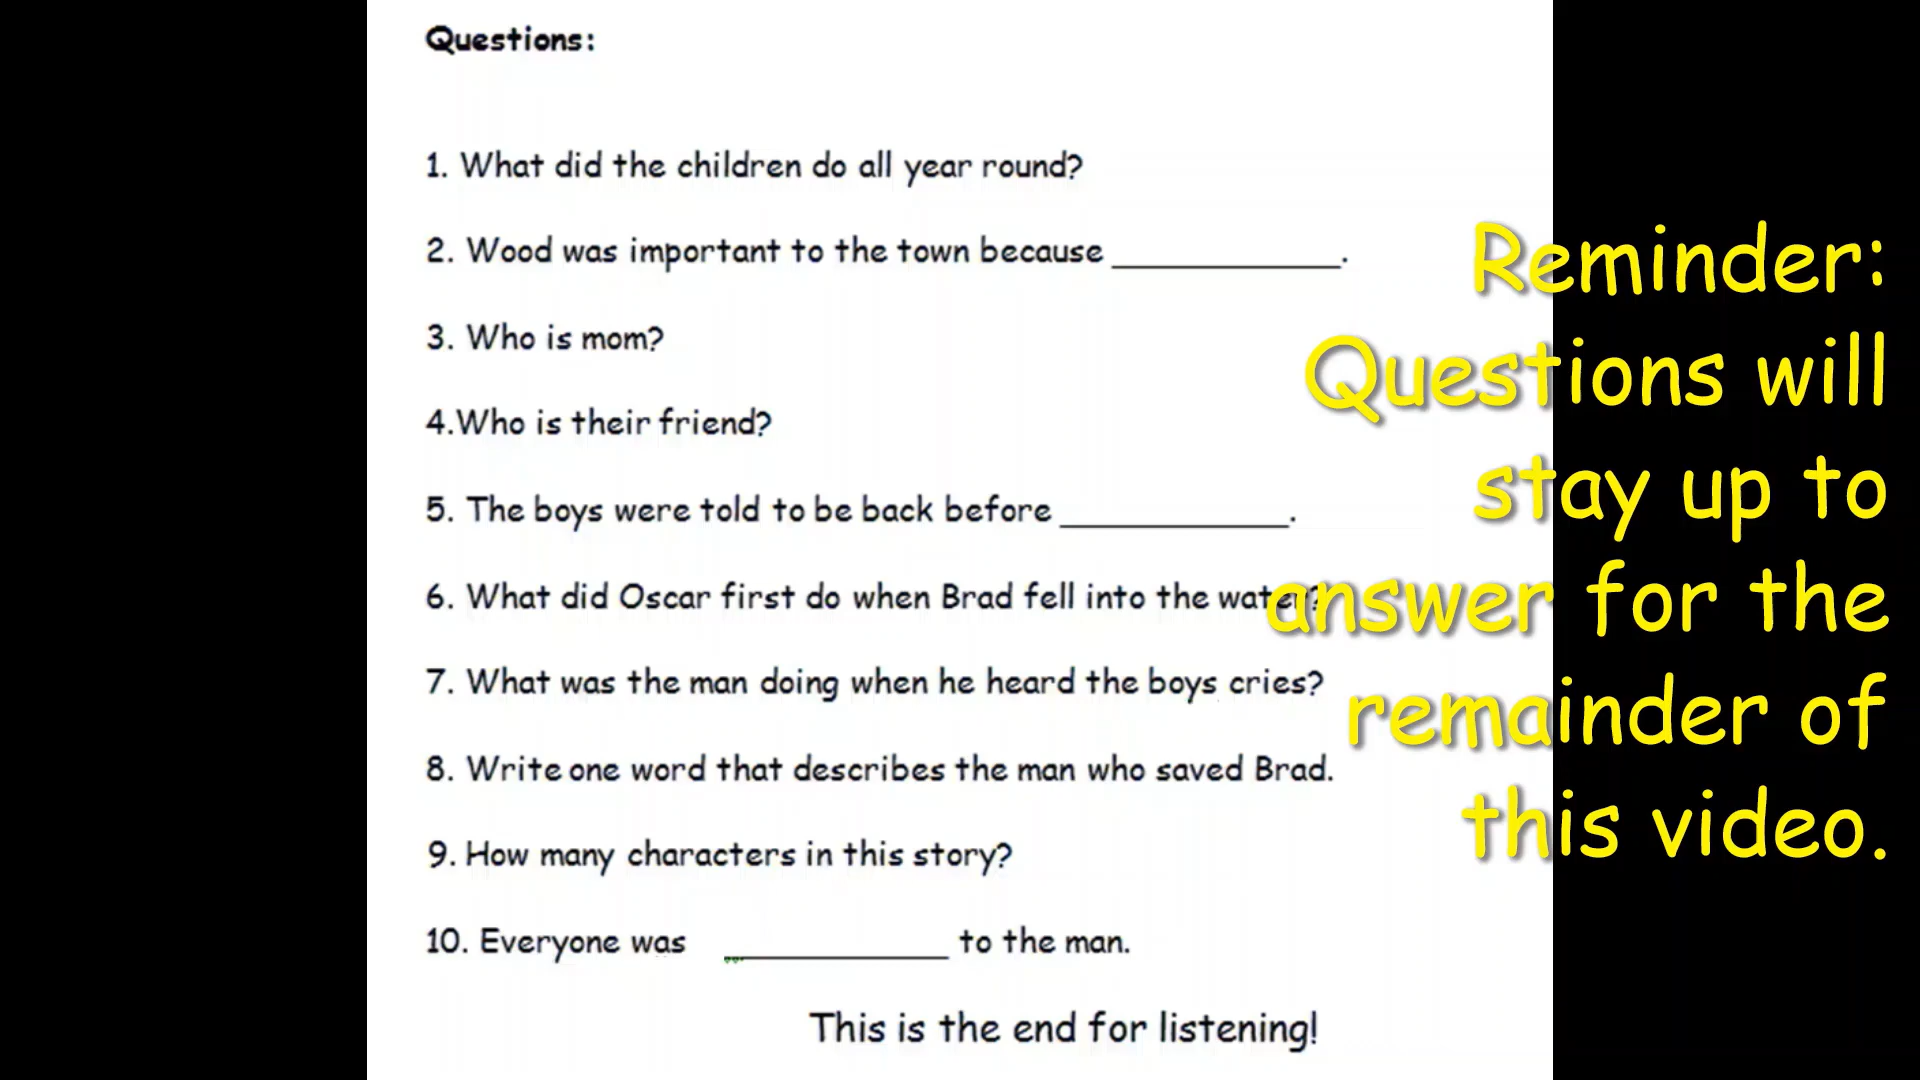 Questions:
1. What did the children do all year round?
2. Wood was important to the town because ____________.
3. Who is mom?
4.Who is their friend?
5. The boys were told to be back before ____________.
6. What did Oscar first do when Brad fell into the water?
7. What was the man doing when he heard the boys cries?
8. Write one word that describes the man who saved Brad.
9. How many characters in this story?
10. Everyone was ____________ to the man.
This is the end for listening!
Reminder:
Questions will
stay up to
answer for the
remainder of
this video.